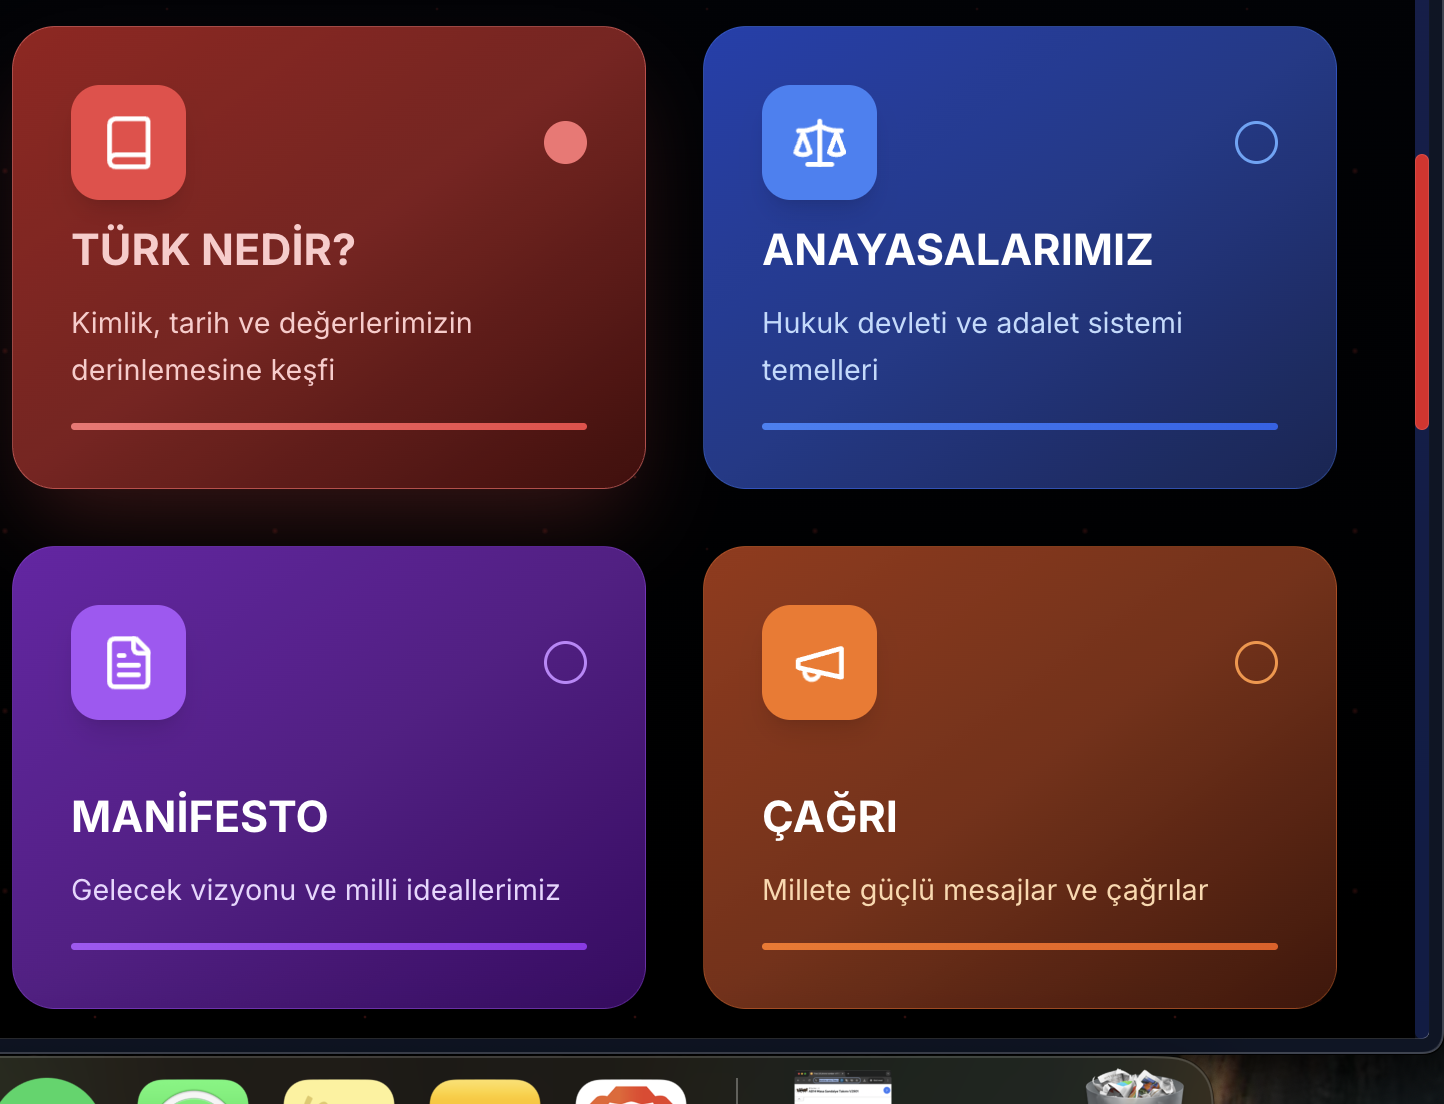 TÜRK NEDİR?
Kimlik, tarih ve değerlerimizin
derinlemesine keşfi
ANAYASALARIMIZ
Hukuk devleti ve adalet sistemi
temelleri
MANİFESTO
Gelecek vizyonu ve milli ideallerimiz
ÇAĞRI
Millete güçlü mesajlar ve çağrılar